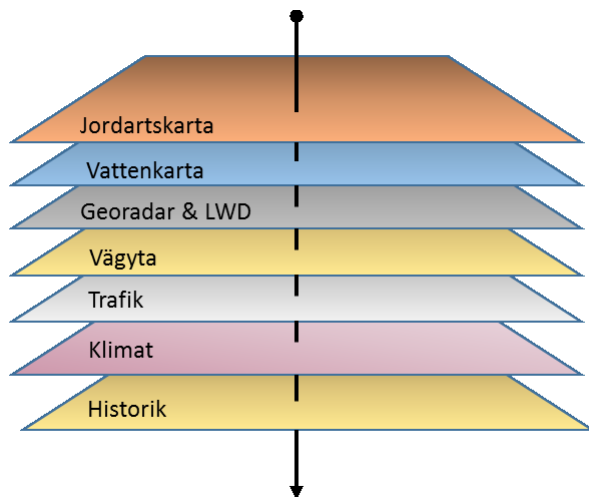 Jordartskarta
Vattenkarta
Georadar & LWD
Vägyta
Trafik
Klimat
Historik